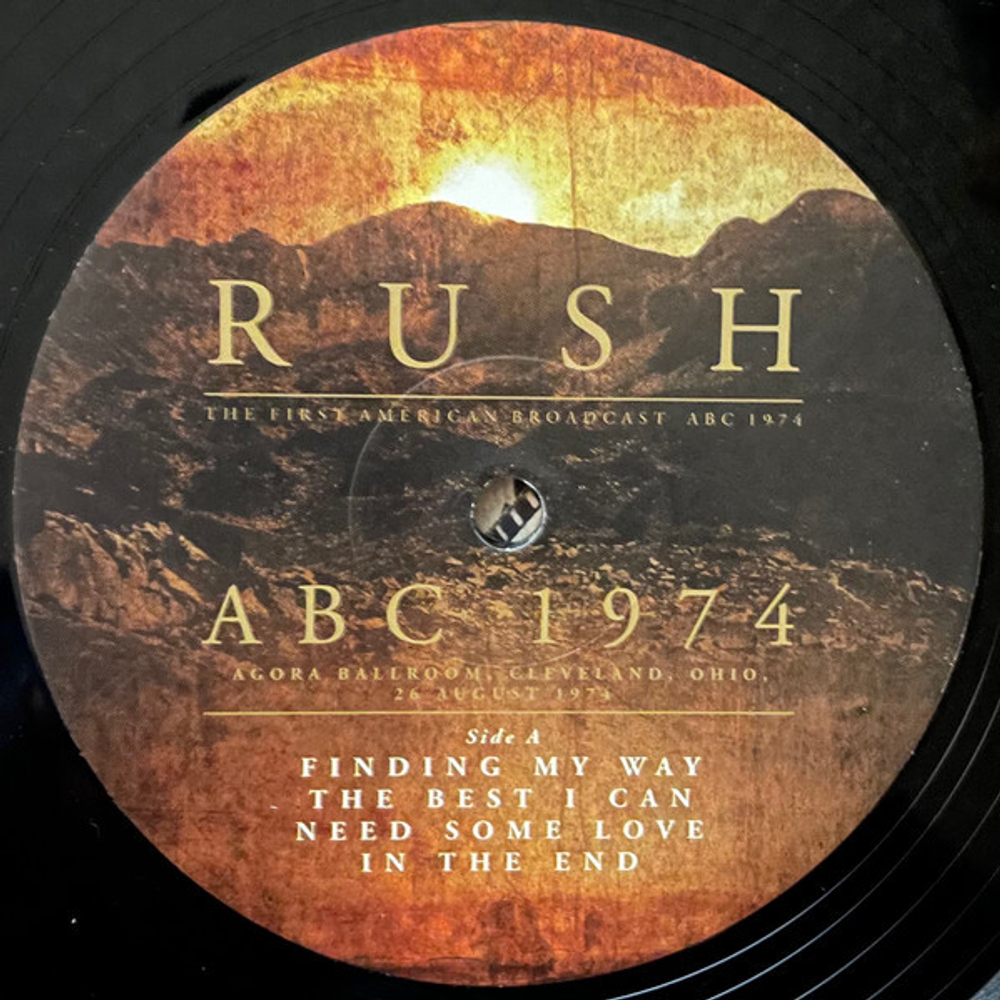 RUSH
THE FIRST AMERICAN BROADCAST ABC 1974
ABC 1974
AGORA BALLROOM, CLEVELAND, OHIO,
26 AUGUST 1974
Side A
FINDING MY WAY
THE BEST I CAN
NEED SOME LOVE
IN THE END